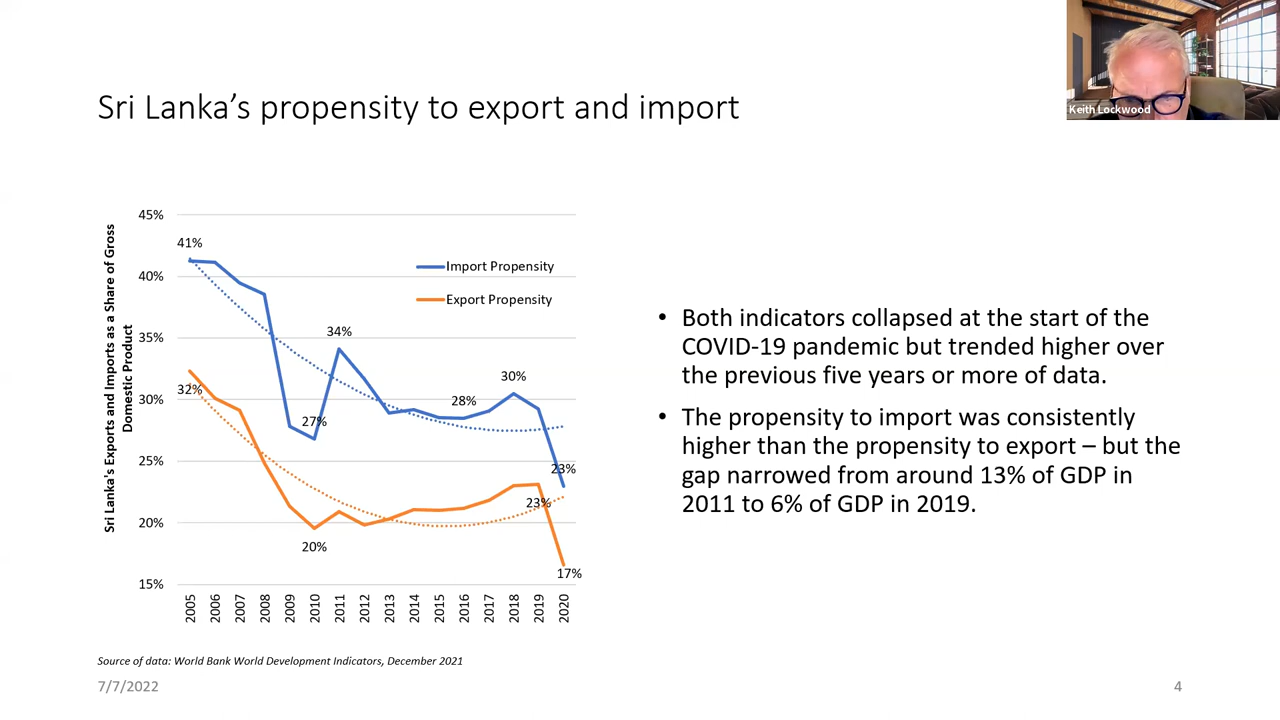 Keith Lockwood
Sri Lanka's propensity to export and import
Sri Lanka's Exports and Imports as a Share of Gross
Domestic Product
45%
40%
35%
30%
25%
20%
15%
41%
34%
27%
28%
30%
23%
32%
20%
23%
17%
Import Propensity
Export Propensity
2005
2006
2007
2008
2009
2010
2011
2012
2013
2014
2015
2016
2017
2018
2019
2020
• Both indicators collapsed at the start of the
COVID-19 pandemic but trended higher over
the previous five years or more of data.
• The propensity to import was consistently
higher than the propensity to export – but the
gap narrowed from around 13% of GDP in
2011 to 6% of GDP in 2019.
Source of data: World Bank World Development Indicators, December 2021
7/7/2022
4